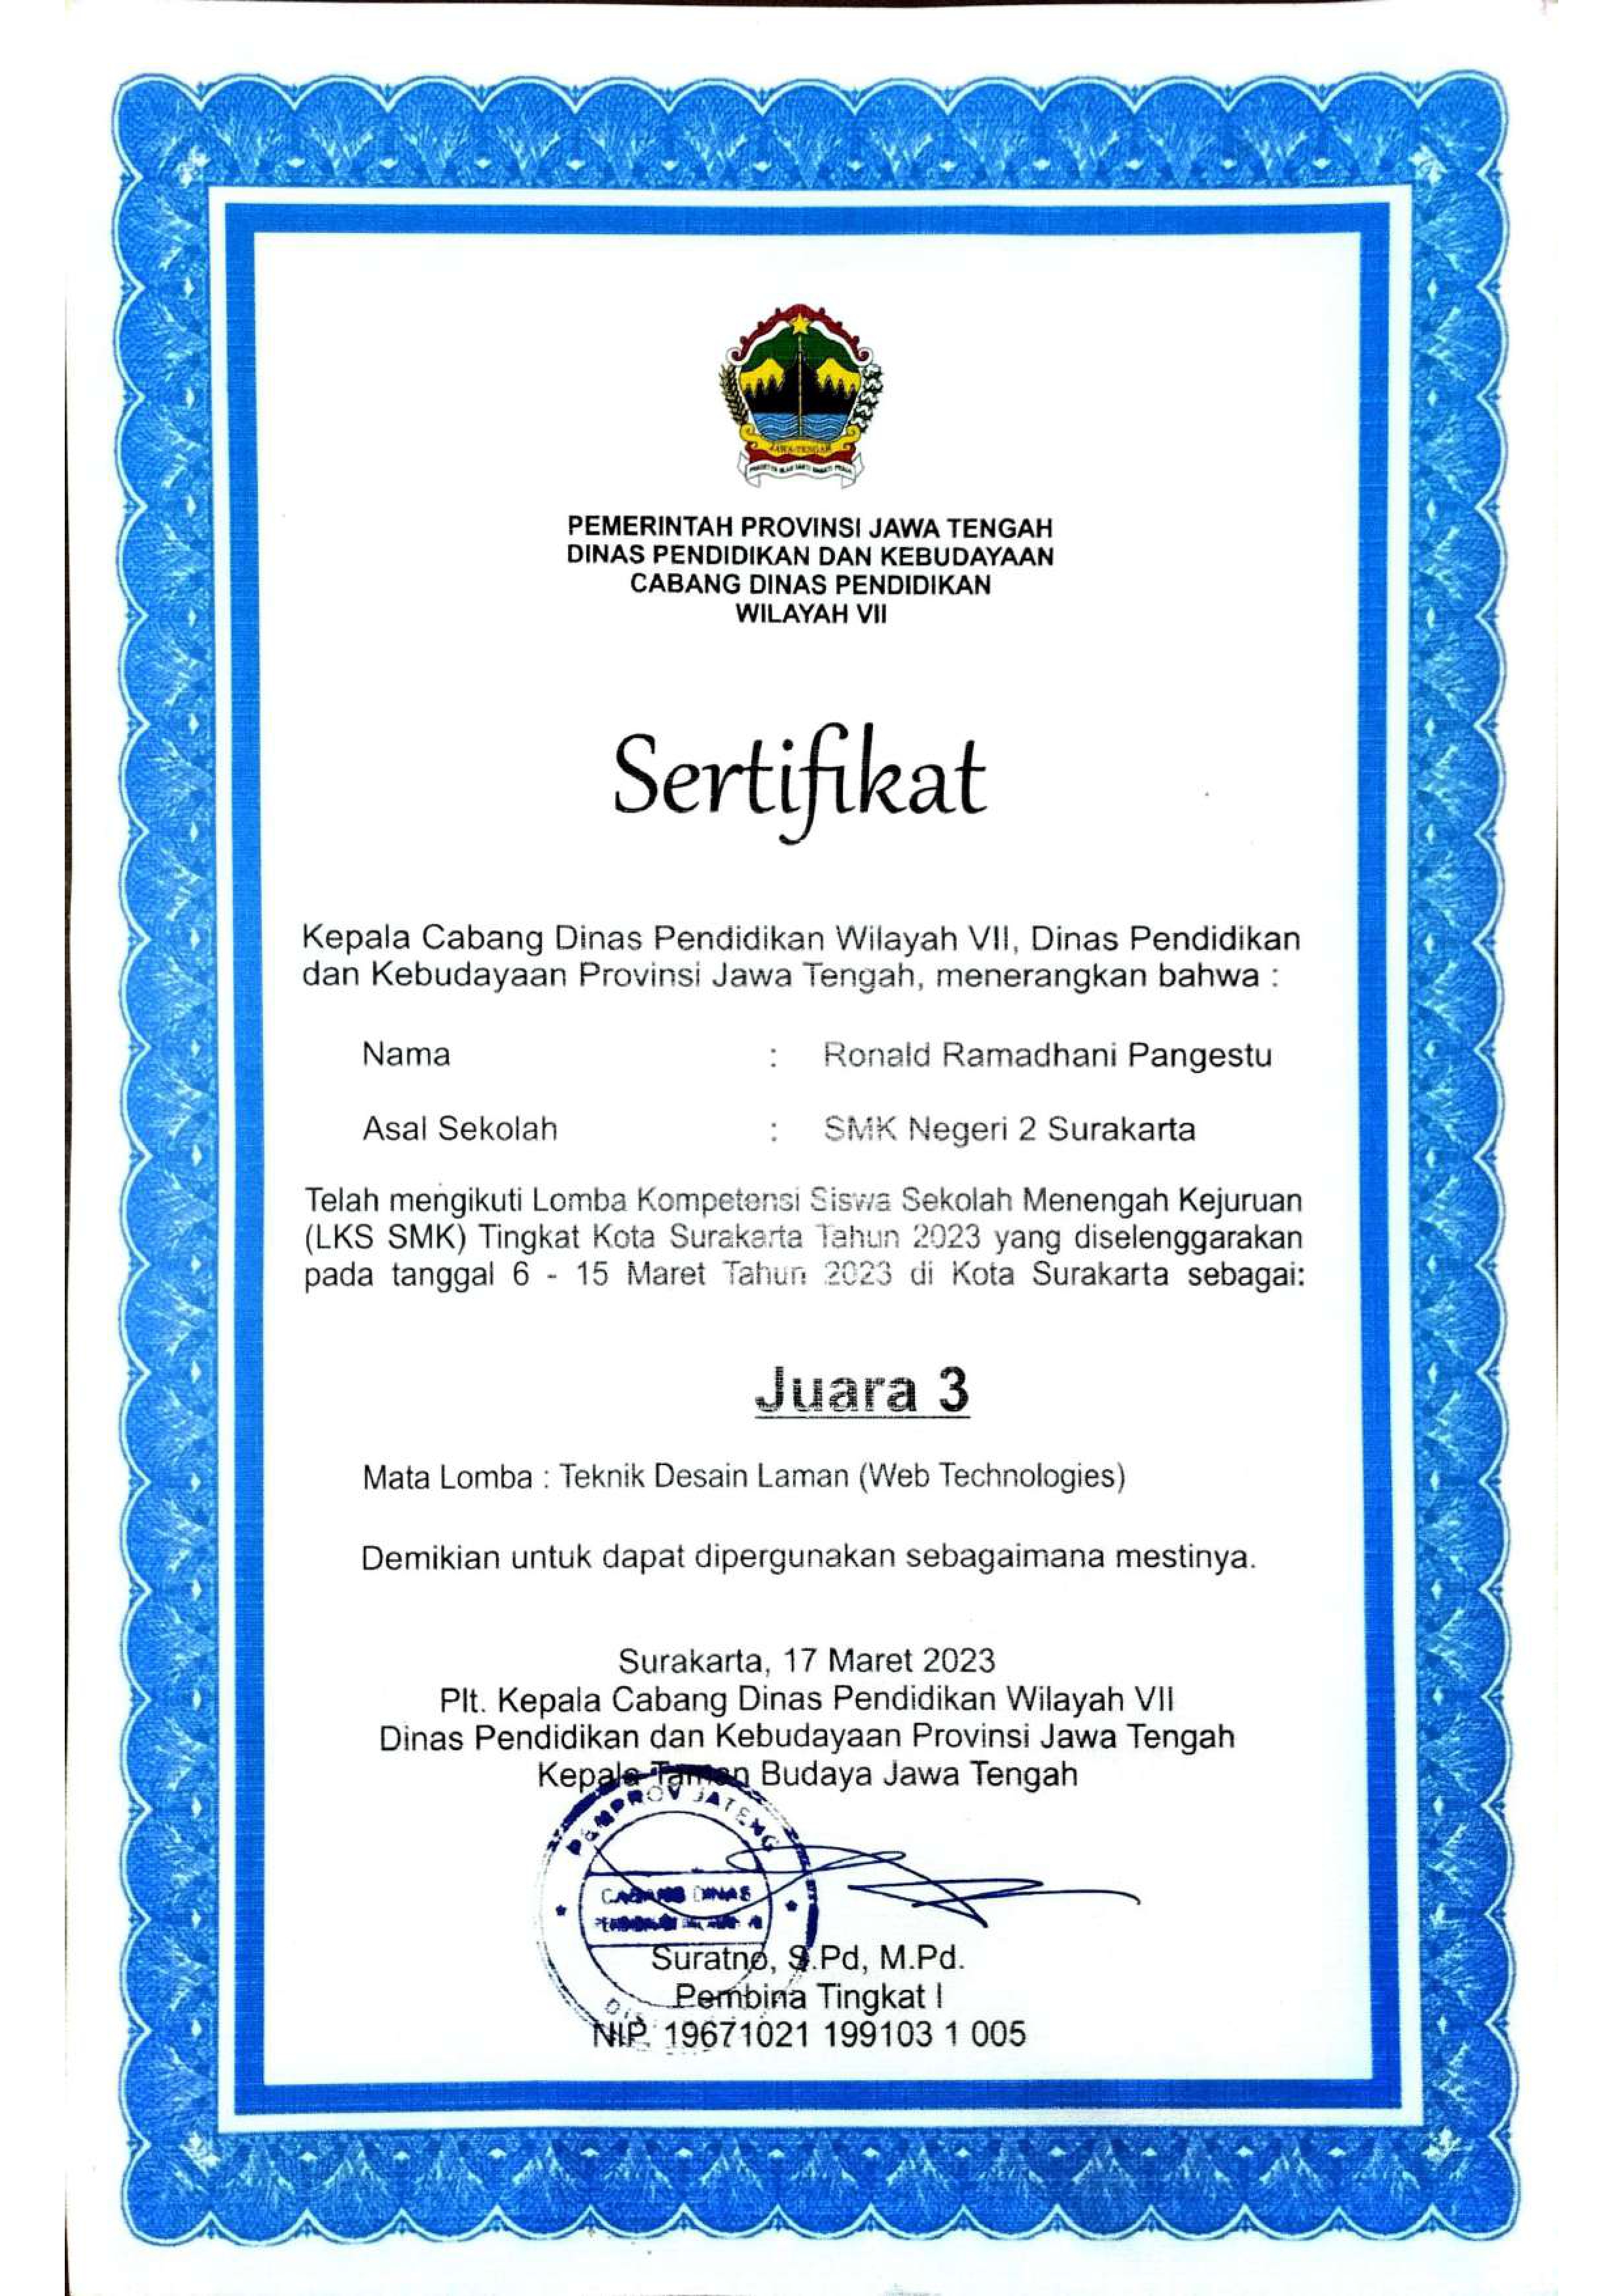 JAWA-TENGAH
PEMERINTAH PROVINSI JAWA TENGAH
DINAS PENDIDIKAN DAN KEBUDAYAAN
CABANG DINAS PENDIDIKAN
WILAYAH VII
Sertifikat
Kepala Cabang Dinas Pendidikan Wilayah VII, Dinas Pendidikan
dan Kebudayaan Provinsi Jawa Tengah, menerangkan bahwa :
Nama : Ronald Ramadhani Pangestu
Asal Sekolah : SMK Negeri 2 Surakarta
Telah mengikuti Lomba Kompetensi Siswa Sekolah Menengah Kejuruan
(LKS SMK) Tingkat Kota Surakarta Tahun 2023 yang diselenggarakan
pada tanggal 6 - 15 Maret Tahun 2023 di Kota Surakarta sebagai:
Juara 3
Mata Lomba : Teknik Desain Laman (Web Technologies)
Demikian untuk dapat dipergunakan sebagaimana mestinya.
Surakarta, 17 Maret 2023
Plt. Kepala Cabang Dinas Pendidikan Wilayah VII
Dinas Pendidikan dan Kebudayaan Provinsi Jawa Tengah
Kepala Taman Budaya Jawa Tengah
PEMPROV JATENG
CABANG DINAS
Suratno, S.Pd, M.Pd.
Pembina Tingkat I
NIP. 19671021 199103 1 005